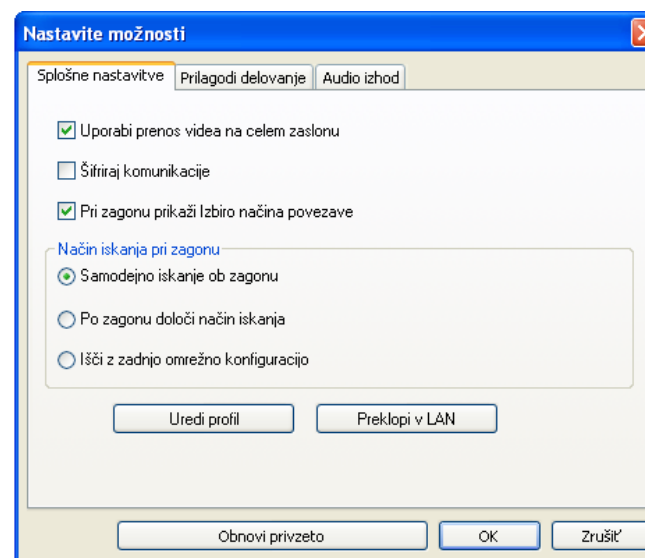 Nastavite možnosti
Splošne nastavitve Prilagodi delovanje Audio izhod
Uporabi prenos videa na celem zaslonu
Šifriraj komunikacije
Pri zagonu prikaži Izbiro načina povezave
Način iskanja pri zagonu
Samodejno iskanje ob zagonu
Po zagonu določi način iskanja
Išči z zadnjo omrežno konfiguracijo
Uredi profil Preklopi v LAN
Obnovi privzeto OK Zrušiť